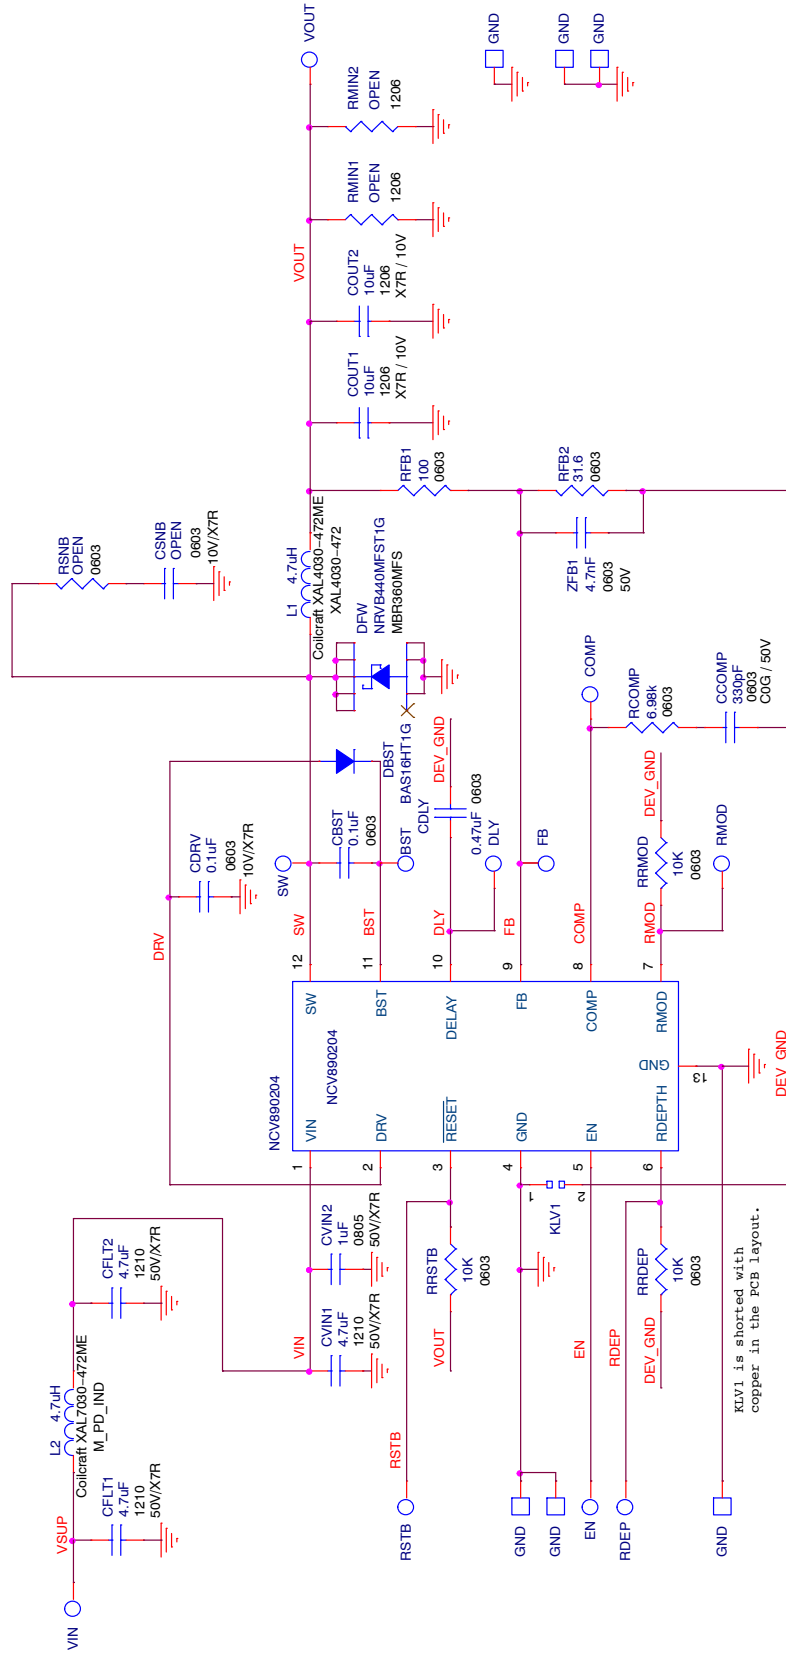 VIN
VSUP
CFLT1
4.7uF
1210
50V/X7R
L2
4.7uH
Coilcraft XAL7030-472ME
M_PD_IND
CFLT2
4.7uF
1210
50V/X7R
DRV
CDRV
0.1uF
0603
10V/X7R
RSNB
OPEN
0603
CSNB
OPEN
0603
10V/X7R
VIN
CVIN1
4.7uF
1210
50V/X7R
CVIN2
1uF
0805
50V/X7R
NCV890204
NCV890204
1
VIN
2
DRV
3
RESET
4
GND
5
EN
6
RDEPTH
12
SW
11
BST
10
DELAY
9
FB
8
COMP
7
RMOD
GND
13
DEV_GND
SW
SW
BST
CBST
0.1uF
0603
BST
DBST
BAS16HT1G
DFW
NRVB440MFST1G
MBR360MFS
L1
4.7uH
Coilcraft XAL4030-472ME
XAL4030-472
VOUT
COUT1
10uF
1206
X7R / 10V
COUT2
10uF
1206
X7R / 10V
RMIN1
OPEN
1206
RMIN2
OPEN
1206
VOUT
GND
GND
GND
DLY
CDLY
0.47uF
0603
DEV_GND
DLY
FB
FB
RFB1
100
0603
RFB2
31.6
0603
ZFB1
4.7nF
0603
50V
COMP
COMP
RCOMP
6.98k
0603
CCOMP
330pF
0603
C0G / 50V
RMOD
RRMOD
10K
0603
DEV_GND
RMOD
RSTB
RSTB
RRSTB
10K
0603
VOUT
GND
GND
KLV1
1
2
EN
EN
RDEP
RDEP
RRDEP
10K
0603
DEV_GND
GND
KLV1 is shorted with
copper in the PCB layout.